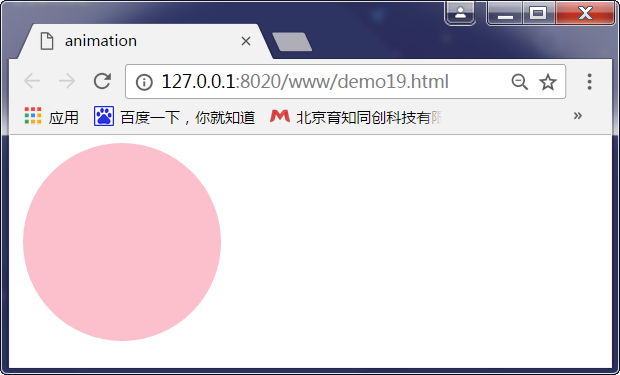 animation
127.0.0.1:8020/www/demo19.html
应用 百度一下，你就知道 北京育知同创科技有限